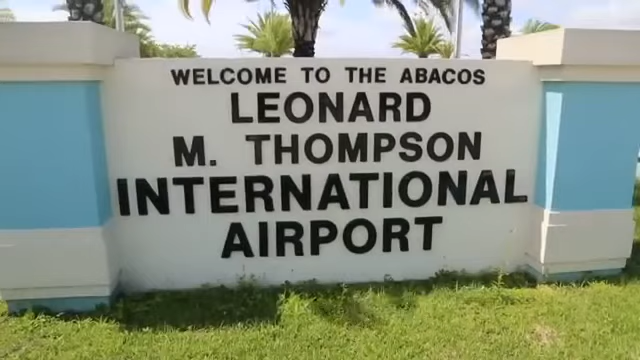 WELCOME TO THE ABACOS
LEONARD
M. THOMPSON
INTERNATIONAL
AIRPORT